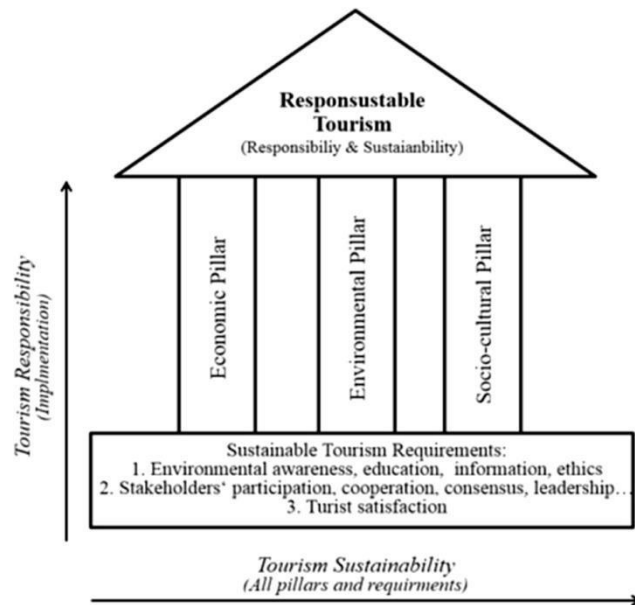 Responsustable
Tourism
(Responsibiliy & Sustaianbility)
Economic Pillar
Environmental Pillar
Socio-cultural Pillar
Tourism Responsibility
(Implmentation)
Sustainable Tourism Requirements:
1. Environmental awareness, education, information, ethics
2. Stakeholders‘ participation, cooperation, consensus, leadership…
3. Turist satisfaction
Tourism Sustainability
(All pillars and requirments)